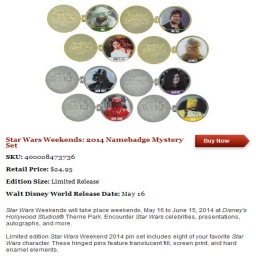 Star Wars Weekends: 2014 Namebadge Mystery
Set
Buy Now
SKU: 400008473736
Retail Price: $24.95
Edition Size: Limited Release
Walt Disney World Release Date: May 16
Star Wars Weekends will take place weekends, May 16 to June 15, 2014 at Disney's
Hollywood Studios® Theme Park. Encounter Star Wars celebrities, presentations,
autographs, and more.
Limited edition Star Wars Weekend 2014 pin set includes eight of your favorite Star
Wars character. These hinged pins feature translucent fill, screen print, and hard
enamel elements.